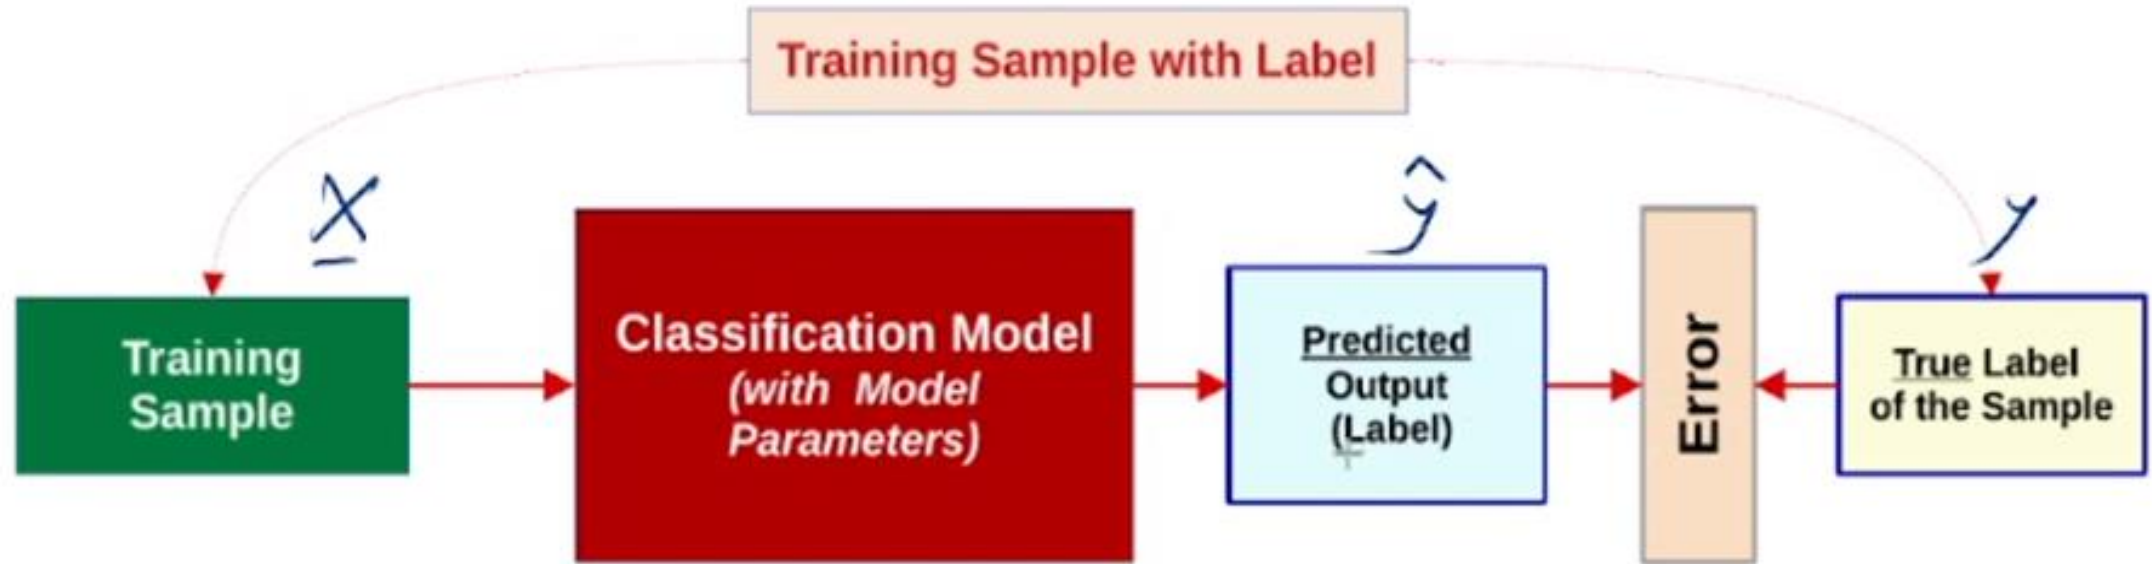 Training Sample with Label
X
ŷ
y
Training
Sample
Classification Model
(with Model
Parameters)
Predicted
Output
(Label)
Error
True Label
of the Sample